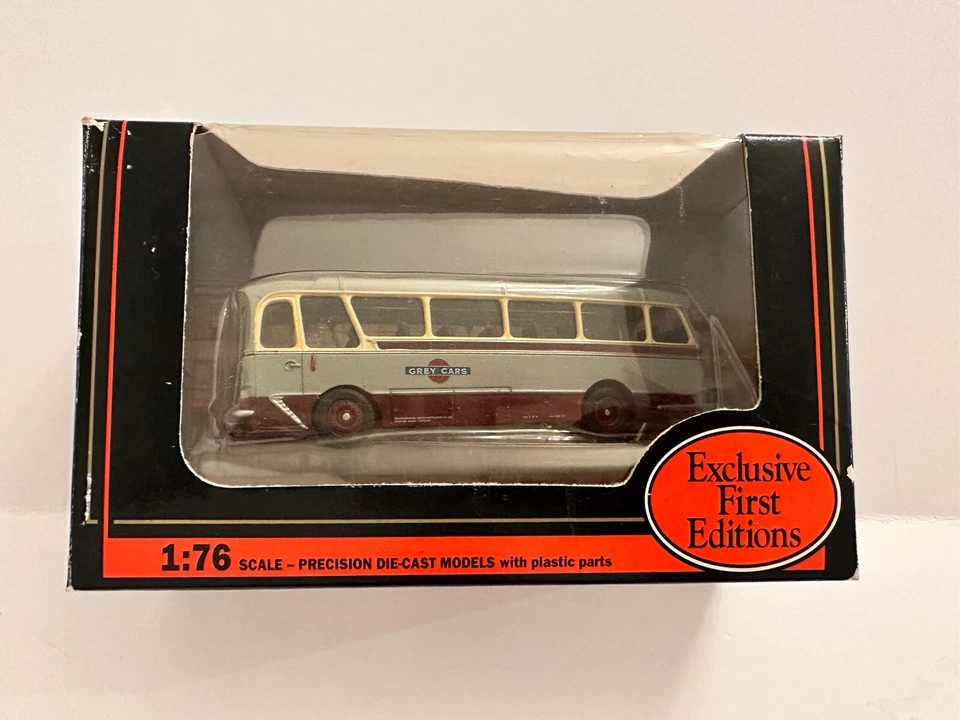 GREY CARS
Exclusive
First
Editions
1:76 SCALE – PRECISION DIE-CAST MODELS with plastic parts